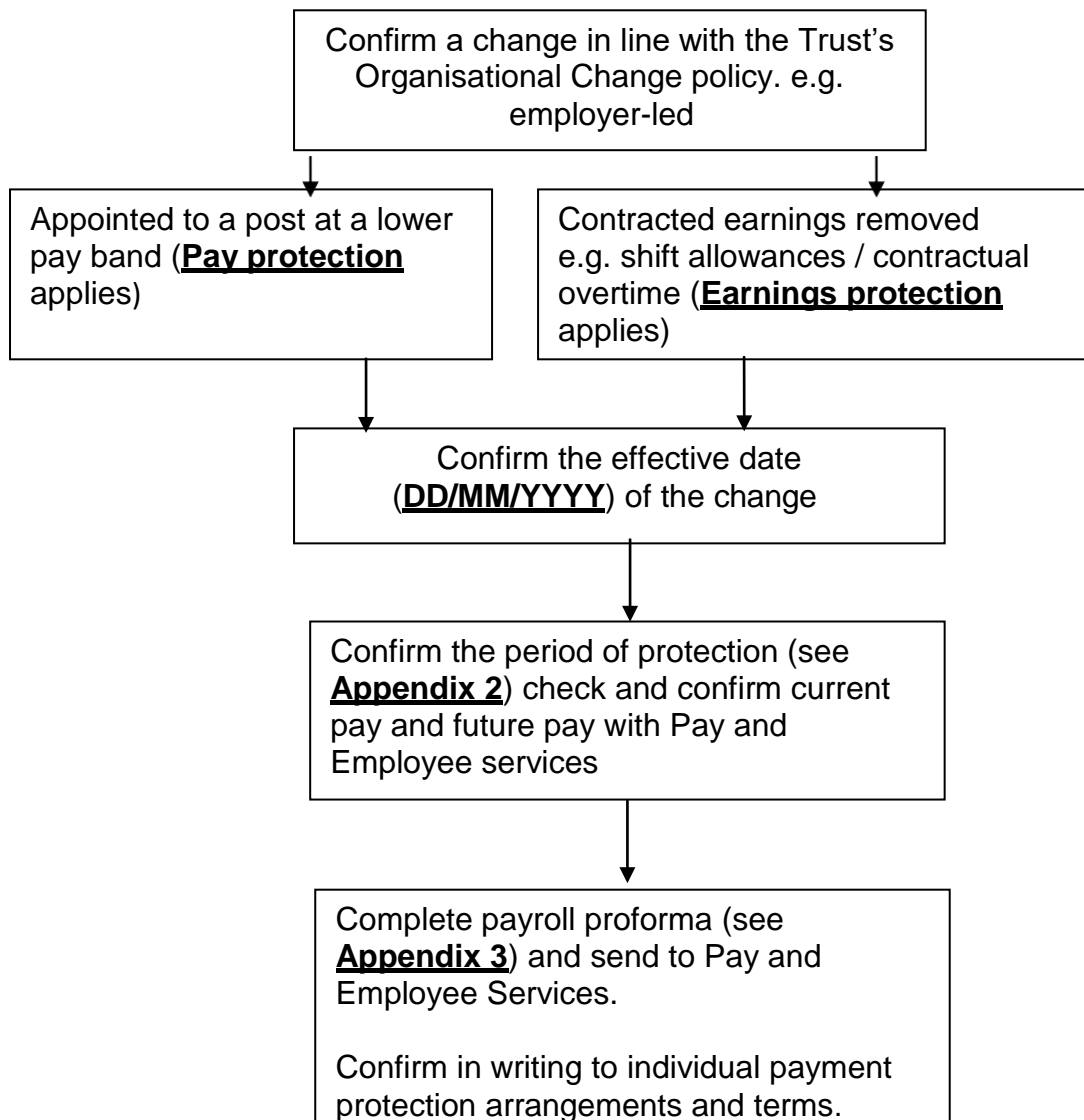 Confirm a change in line with the Trust's
Organisational Change policy. e.g.
employer-led
Appointed to a post at a lower
pay band (Pay protection
applies)
Contracted earnings removed
e.g. shift allowances / contractual
overtime (Earnings protection
applies)
Confirm the effective date
(DD/MM/YYYY) of the change
Confirm the period of protection (see
Appendix 2) check and confirm current
pay and future pay with Pay and
Employee services
Complete payroll proforma (see
Appendix 3) and send to Pay and
Employee Services.
Confirm in writing to individual payment
protection arrangements and terms.